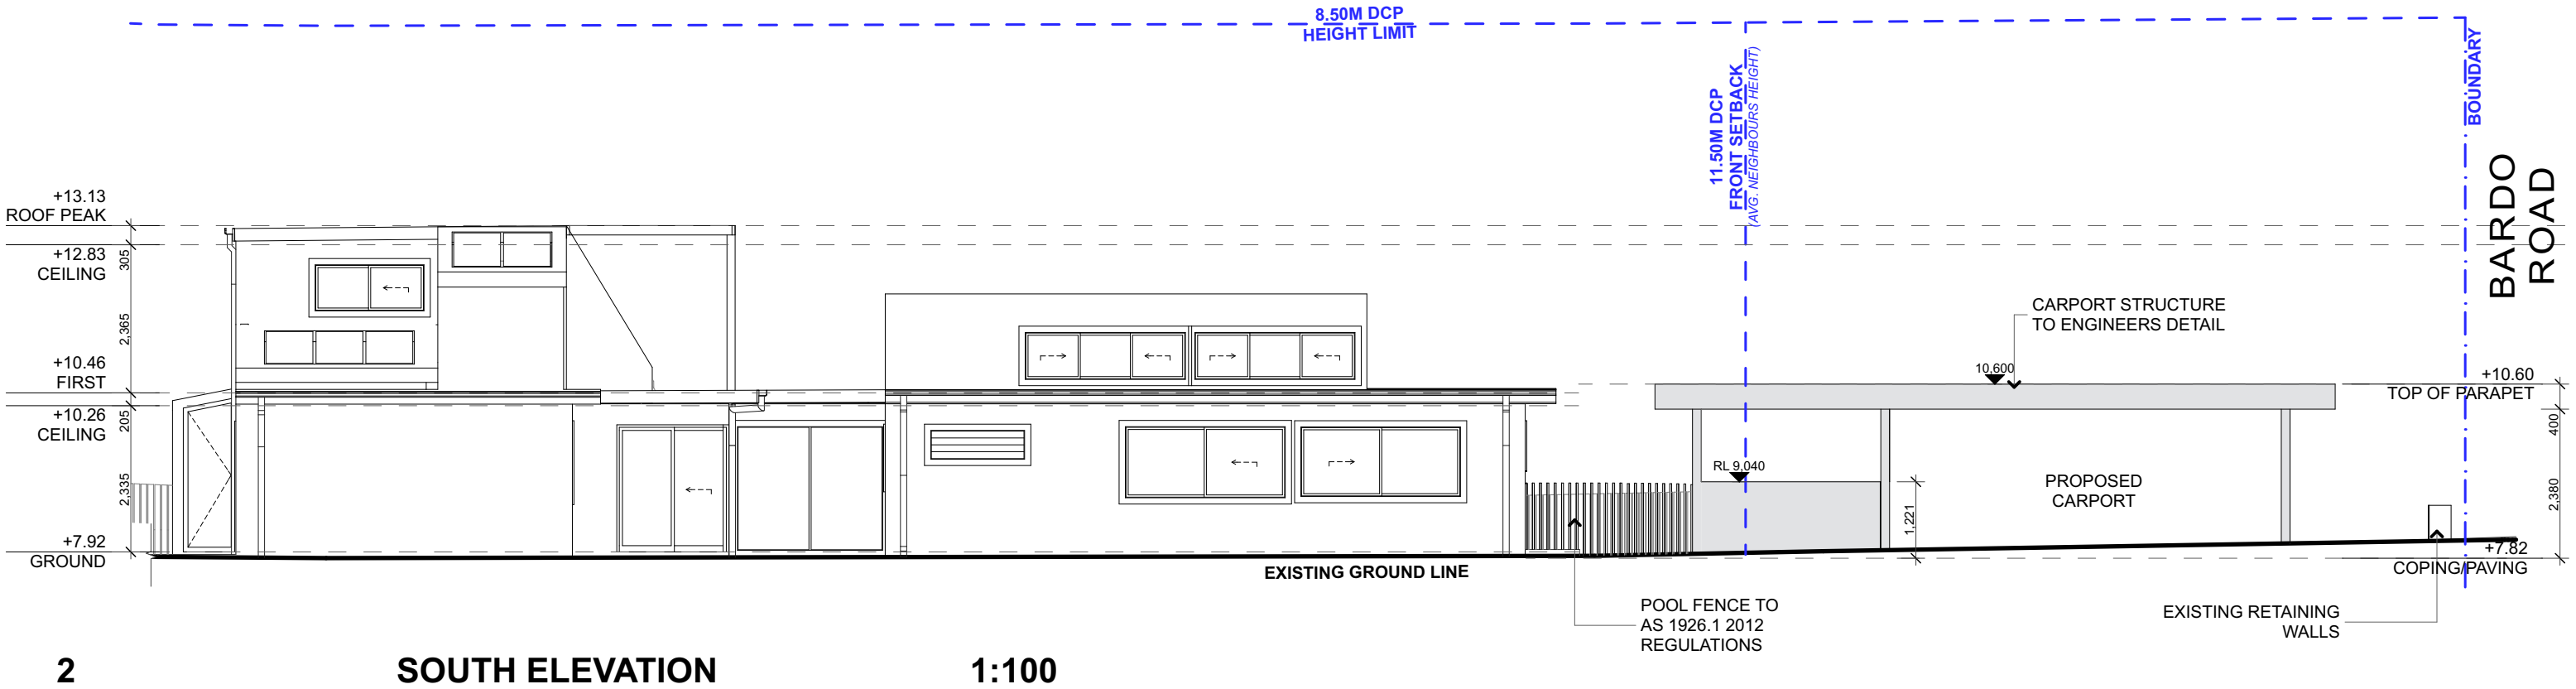 8.50M DCP
HEIGHT LIMIT
11.50M DCP
FRONT SETBACK
(AVG. NEIGHBOURS HEIGHT)
BOUNDARY
BARDO
ROAD
+13.13
ROOF PEAK
+12.83
CEILING
305
2,365
+10.46
FIRST
+10.26
CEILING
205
2,335
+7.92
GROUND
CARPORT STRUCTURE
TO ENGINEERS DETAIL
10,600
+10.60
TOP OF PARAPET
400
2,380
RL 9,040
PROPOSED
CARPORT
1,221
+7.82
COPING/PAVING
EXISTING GROUND LINE
POOL FENCE TO
AS 1926.1 2012
REGULATIONS
EXISTING RETAINING
WALLS
2 SOUTH ELEVATION 1:100